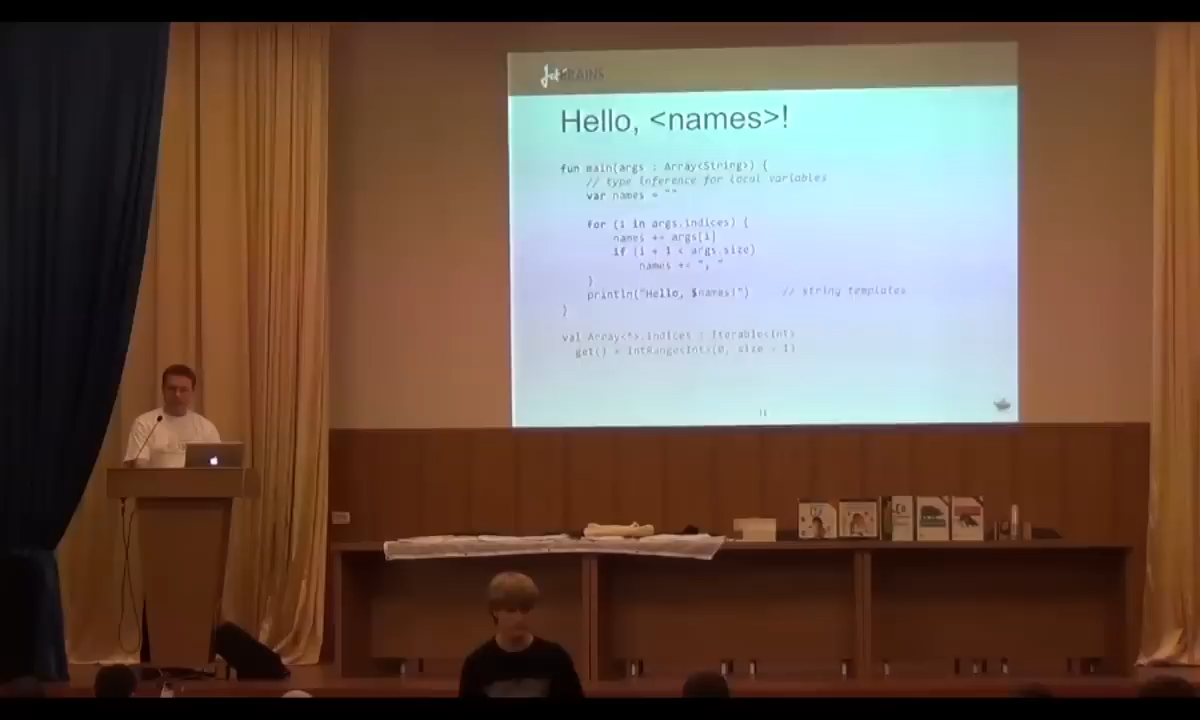 JetBRAINS
Hello, <names>!
fun main(args : Array<String>) {
// type inference for local variables
var names = ""
for (i in args.indices) {
names += args[i]
if (i + 1 < args.size)
names += ", "
}
println("Hello, $names!") // string templates
}
val Array<*>.indices : Iterable<Int>
get() = IntRange<Int>(0, size - 1)
11